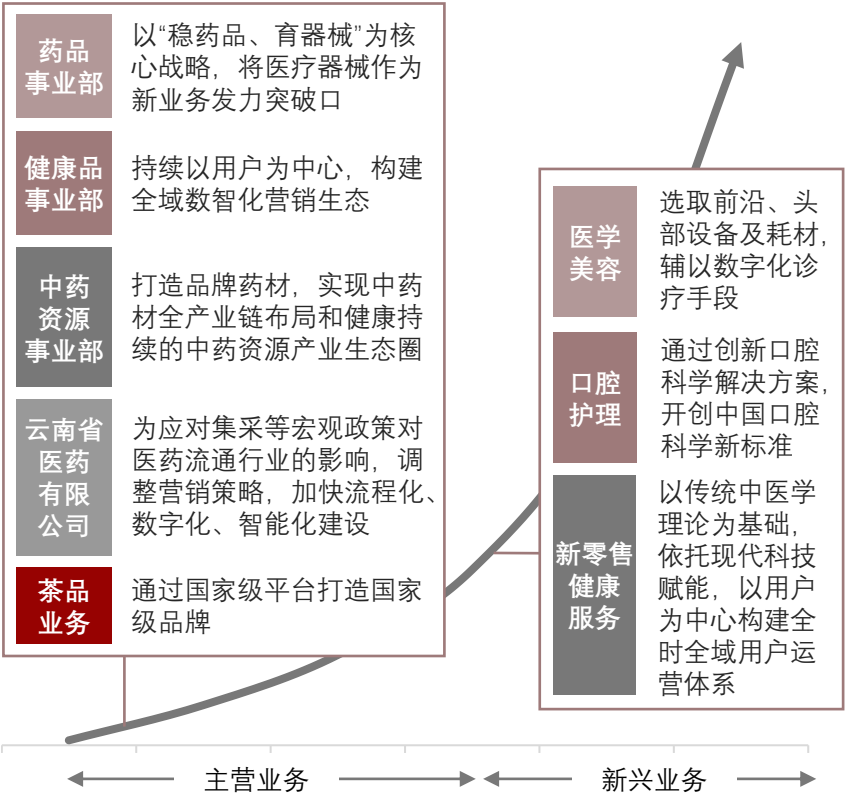 药品
事业部
以“稳药品、育器械”为核
心战略，将医疗器械作为
新业务发力突破口
健康品
事业部
持续以用户为中心，构建
全域数智化营销生态
中药
资源
事业部
打造品牌药材，实现中药
材全产业链布局和健康持
续的中药资源产业生态圈
云南省
医药
有限
公司
为应对集采等宏观政策对
医药流通行业的影响，调
整营销策略，加快流程化、
数字化、智能化建设
茶品
业务
通过国家级平台打造国家
级品牌
医学
美容
选取前沿、头
部设备及耗材，
辅以数字化诊
疗手段
口腔
护理
通过创新口腔
科学解决方案，
开创中国口腔
科学新标准
新零售
健康
服务
以传统中医学
理论为基础，
依托现代科技
赋能，以用户
为中心构建全
时全域用户运
营体系
主营业务
新兴业务